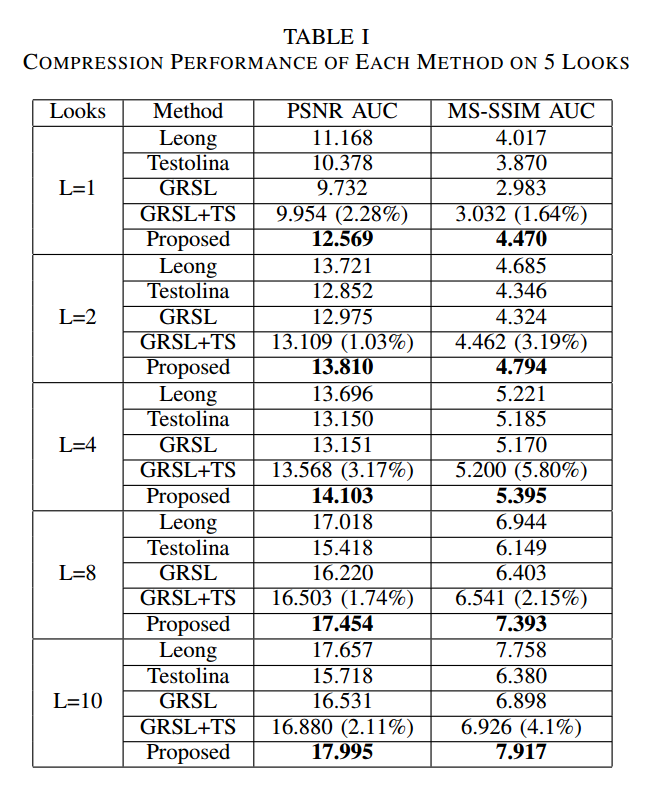 TABLE I
COMPRESSION PERFORMANCE OF EACH METHOD ON 5 LOOKS
Looks Method PSNR AUC MS-SSIM AUC
L=1
Leong 11.168 4.017
Testolina 10.378 3.870
GRSL 9.732 2.983
GRSL+TS 9.954 (2.28%) 3.032 (1.64%)
Proposed 12.569 4.470
L=2
Leong 13.721 4.685
Testolina 12.852 4.346
GRSL 12.975 4.324
GRSL+TS 13.109 (1.03%) 4.462 (3.19%)
Proposed 13.810 4.794
L=4
Leong 13.696 5.221
Testolina 13.150 5.185
GRSL 13.151 5.170
GRSL+TS 13.568 (3.17%) 5.200 (5.80%)
Proposed 14.103 5.395
L=8
Leong 17.018 6.944
Testolina 15.418 6.149
GRSL 16.220 6.403
GRSL+TS 16.503 (1.74%) 6.541 (2.15%)
Proposed 17.454 7.393
L=10
Leong 17.657 7.758
Testolina 15.718 6.380
GRSL 16.531 6.898
GRSL+TS 16.880 (2.11%) 6.926 (4.1%)
Proposed 17.995 7.917